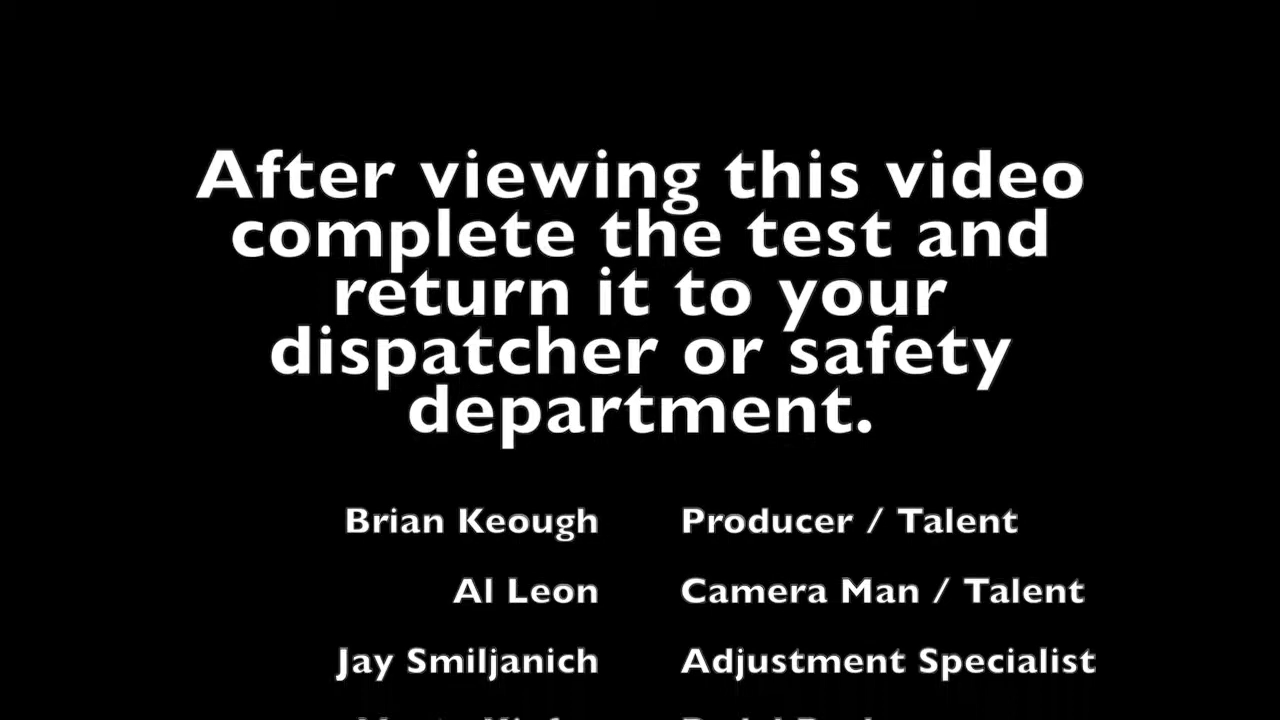 After viewing this video
complete the test and
return it to your
dispatcher or safety
department.
Brian Keough Producer / Talent
Al Leon Camera Man / Talent
Jay Smiljanich Adjustment Specialist